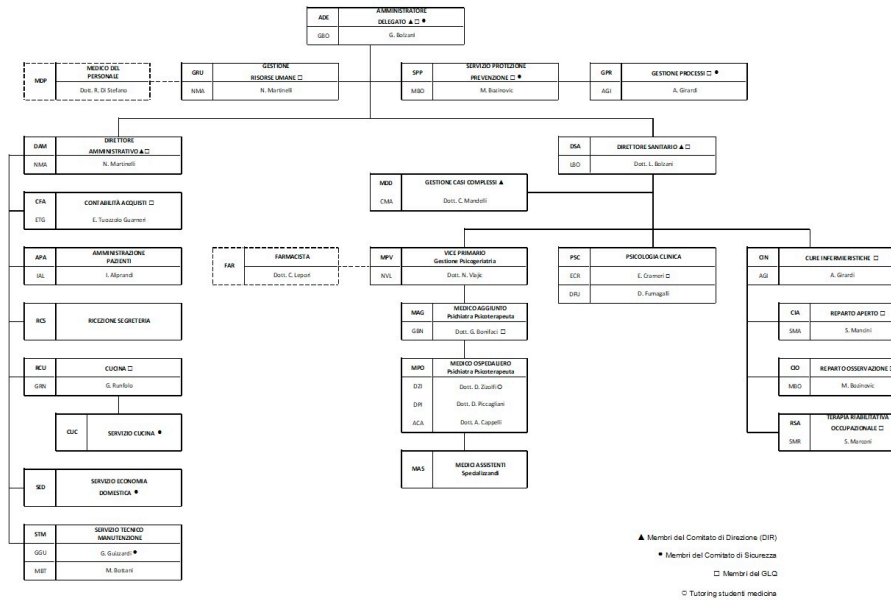 ADE AMMINISTRATORE
DELEGATO ▲ □ ●
GBO G. Bolzani
MDP MEDICO DEL
PERSONALE
Dott. R. Di Stefano
GRU GESTIONE
RISORSE UMANE □
NMA N. Martinelli
SPP SERVIZIO PROTEZIONE
PREVENZIONE □ ●
MBO M. Bozinovic
GPR GESTIONE PROCESSI □ ●
AGI A. Girardi
DAM DIRETTORE
AMMINISTRATIVO ▲ □
NMA N. Martinelli
DSA DIRETTORE SANITARIO ▲ □
LBO Dott. L. Bolzani
MDD GESTIONE CASI COMPLESSI ▲
CMA Dott. C. Mandelli
CFA CONTABILITÀ ACQUISTI □
ETG E. Tuozzolo Guarneri
APA AMMINISTRAZIONE
PAZIENTI
IAL I. Aliprandi
FAR FARMACISTA
Dott. C. Lepori
MPV VICE PRIMARIO
Gestione Psicogeriatria
NVL Dott. N.
PSC PSICOLOGIA CLINICA
ECR E. Crameri □
DRU D. Fumagalli
CIN CURE INFERMIERISTICHE □
AGI A. Girardi
RCS RICEZIONE SEGRETERIA
MAG MEDICO AGGIUNTO
Psichiatra Psicoterapeuta
GBN Dott. G. Bonifaci □
CIA REPARTO APERTO □
SMA S. Mancini
RCU CUCINA □
GRN G. Runfolo
MPO MEDICO OSPEDALIERO
Psichiatra Psicoterapeuta
DZI Dott. D. Zizolfi ○
DPI Dott. D. Piccagliani
ACA Dott. A. Cappelli
CIO REPARTO OSSERVAZIONE
MBO M. Bozinovic
CUC SERVIZIO CUCINA ●
RSA TERAPIA RIABILITATIVA
OCCUPAZIONALE □
SMR S. Marzani
MAS MEDICI ASSISTENTI
Specializzandi
SED SERVIZIO ECONOMIA
DOMESTICA ●
STM SERVIZIO TECNICO
MANUTENZIONE
GGU G. Guizzardi ●
MBT M. Bottani
▲ Membri del Comitato di Direzione (DIR)
● Membri del Comitato di Sicurezza
□ Membri del GLQ
○ Tutoring studenti medicina